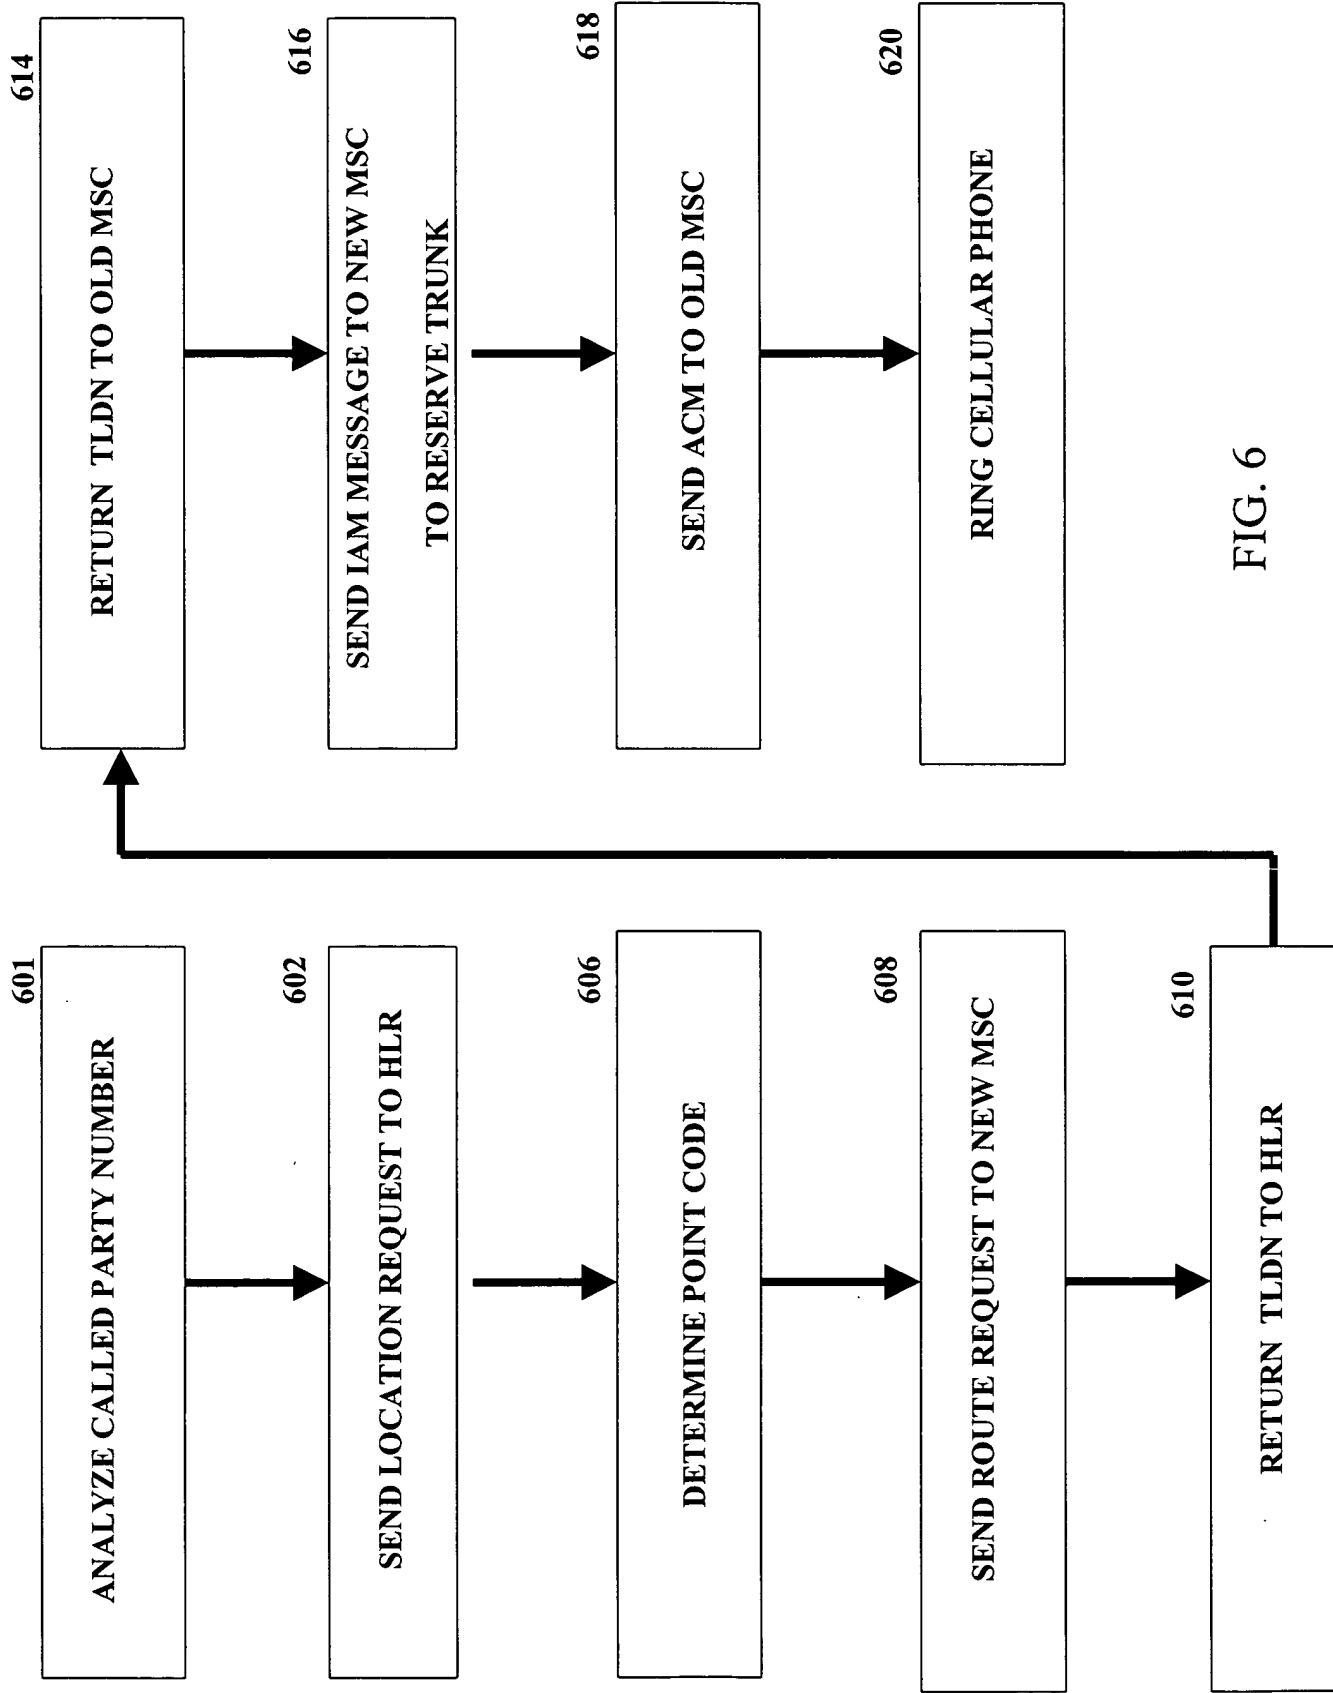 601
ANALYZE CALLED PARTY NUMBER
602
SEND LOCATION REQUEST TO HLR
606
DETERMINE POINT CODE
608
SEND ROUTE REQUEST TO NEW MSC
610
RETURN TLDN TO HLR
614
RETURN TLDN TO OLD MSC
616
SEND IAM MESSAGE TO NEW MSC
TO RESERVE TRUNK
618
SEND ACM TO OLD MSC
620
RING CELLULAR PHONE
FIG. 6